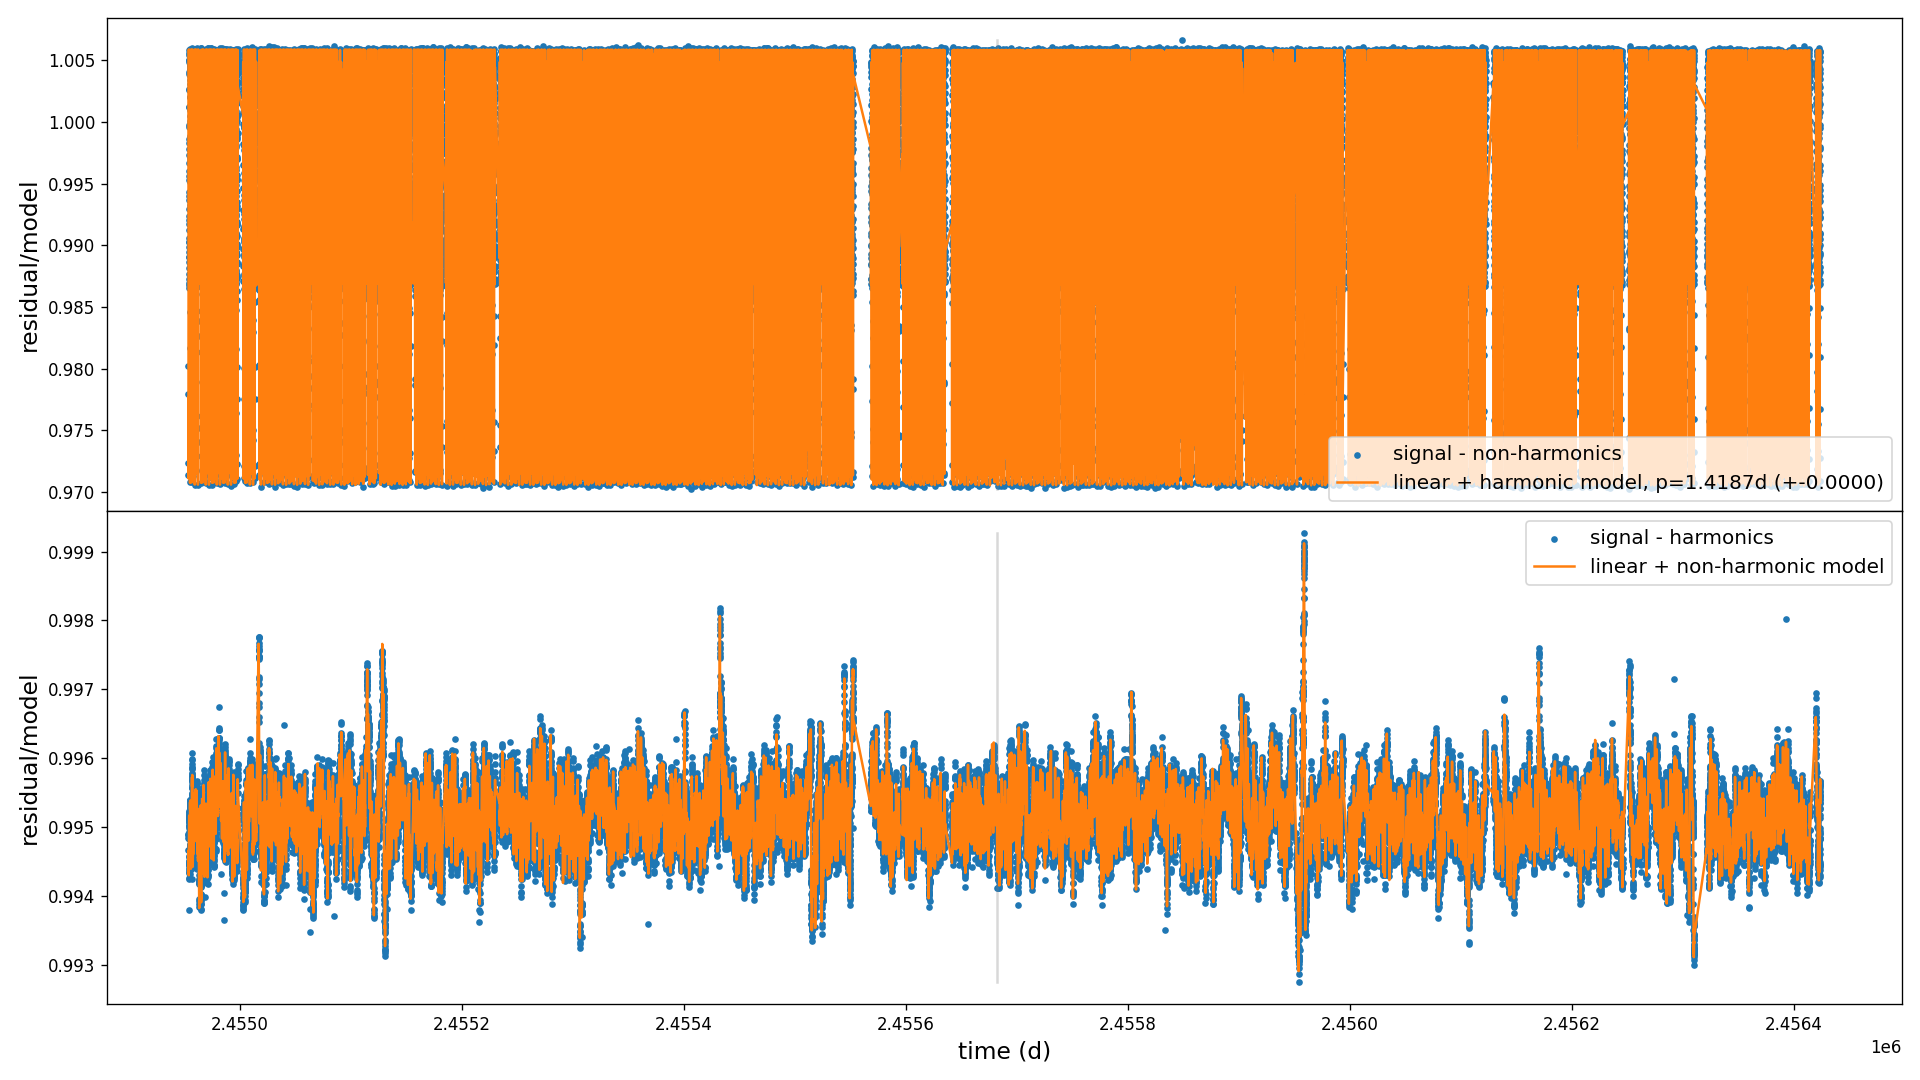 residual/model
1.005
1.000
0.995
0.990
0.985
0.980
0.975
0.970
signal - non-harmonics
linear + harmonic model, p=1.4187d (+-0.0000)
residual/model
0.999
0.998
0.997
0.996
0.995
0.994
0.993
signal - harmonics
linear + non-harmonic model
2.4550
2.4552
2.4554
2.4556
2.4558
2.4560
2.4562
2.4564
time (d)
1e6